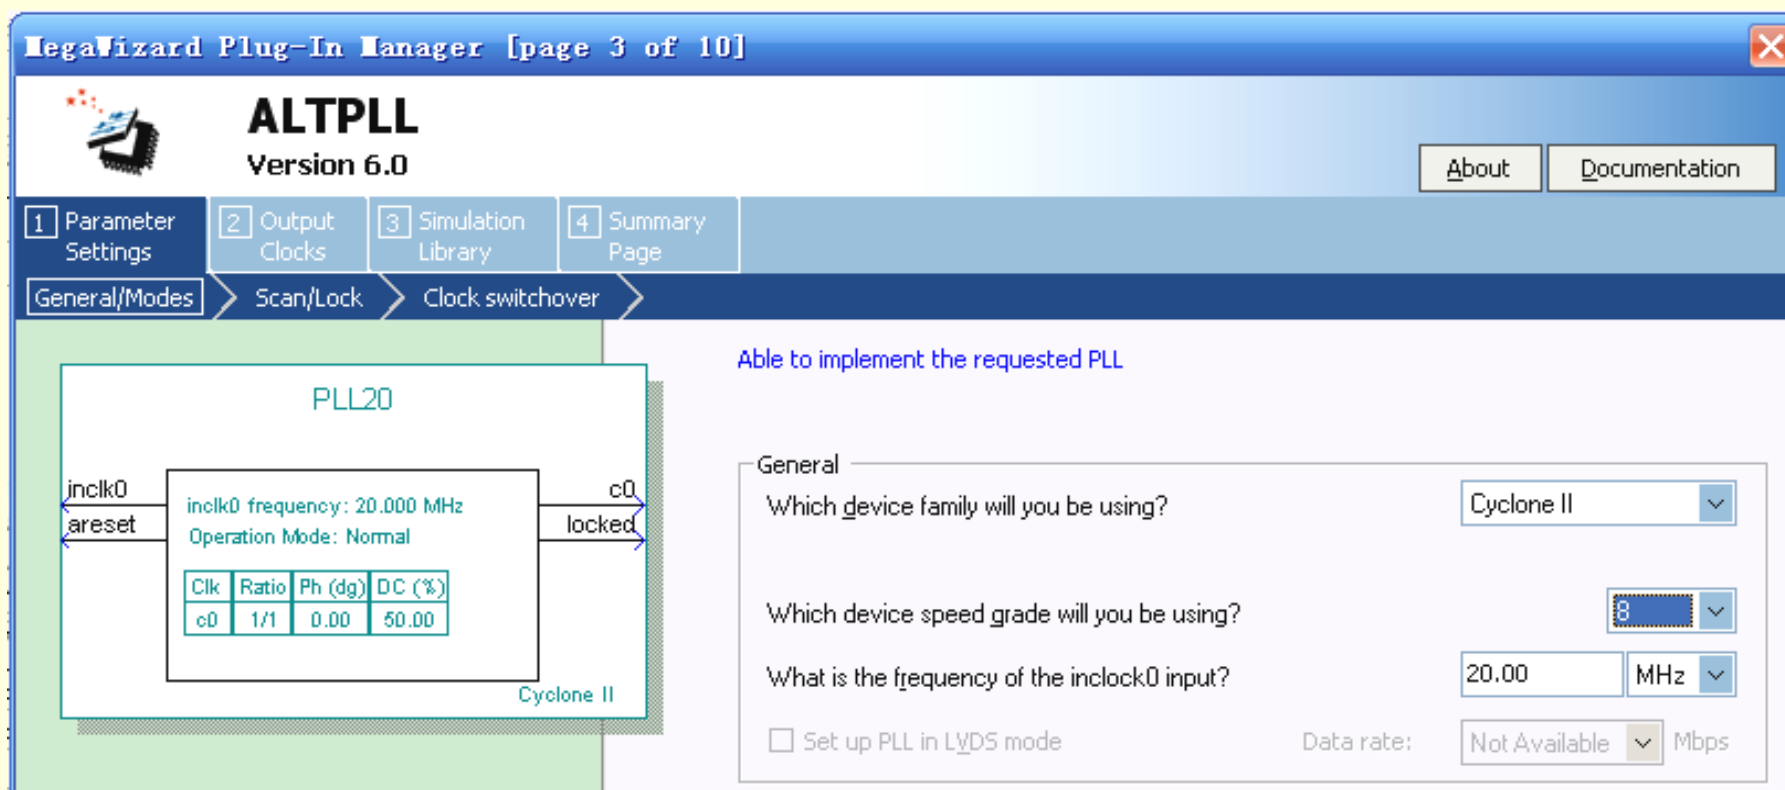 MegaWizard Plug-In Manager [page 3 of 10]
ALTPLL
Version 6.0
About
Documentation
1 Parameter Settings
2 Output Clocks
3 Simulation Library
4 Summary Page
General/Modes
Scan/Lock
Clock switchover
PLL20
inclk0
areset
c0
locked
inclk0 frequency: 20.000 MHz
Operation Mode: Normal
Clk Ratio Ph (dg) DC (%)
c0 1/1 0.00 50.00
Cyclone II
Able to implement the requested PLL
General
Which device family will you be using? Cyclone II
Which device speed grade will you be using? 8
What is the frequency of the inclock0 input? 20.00 MHz
Set up PLL in LVDS mode Data rate: Not Available Mbps